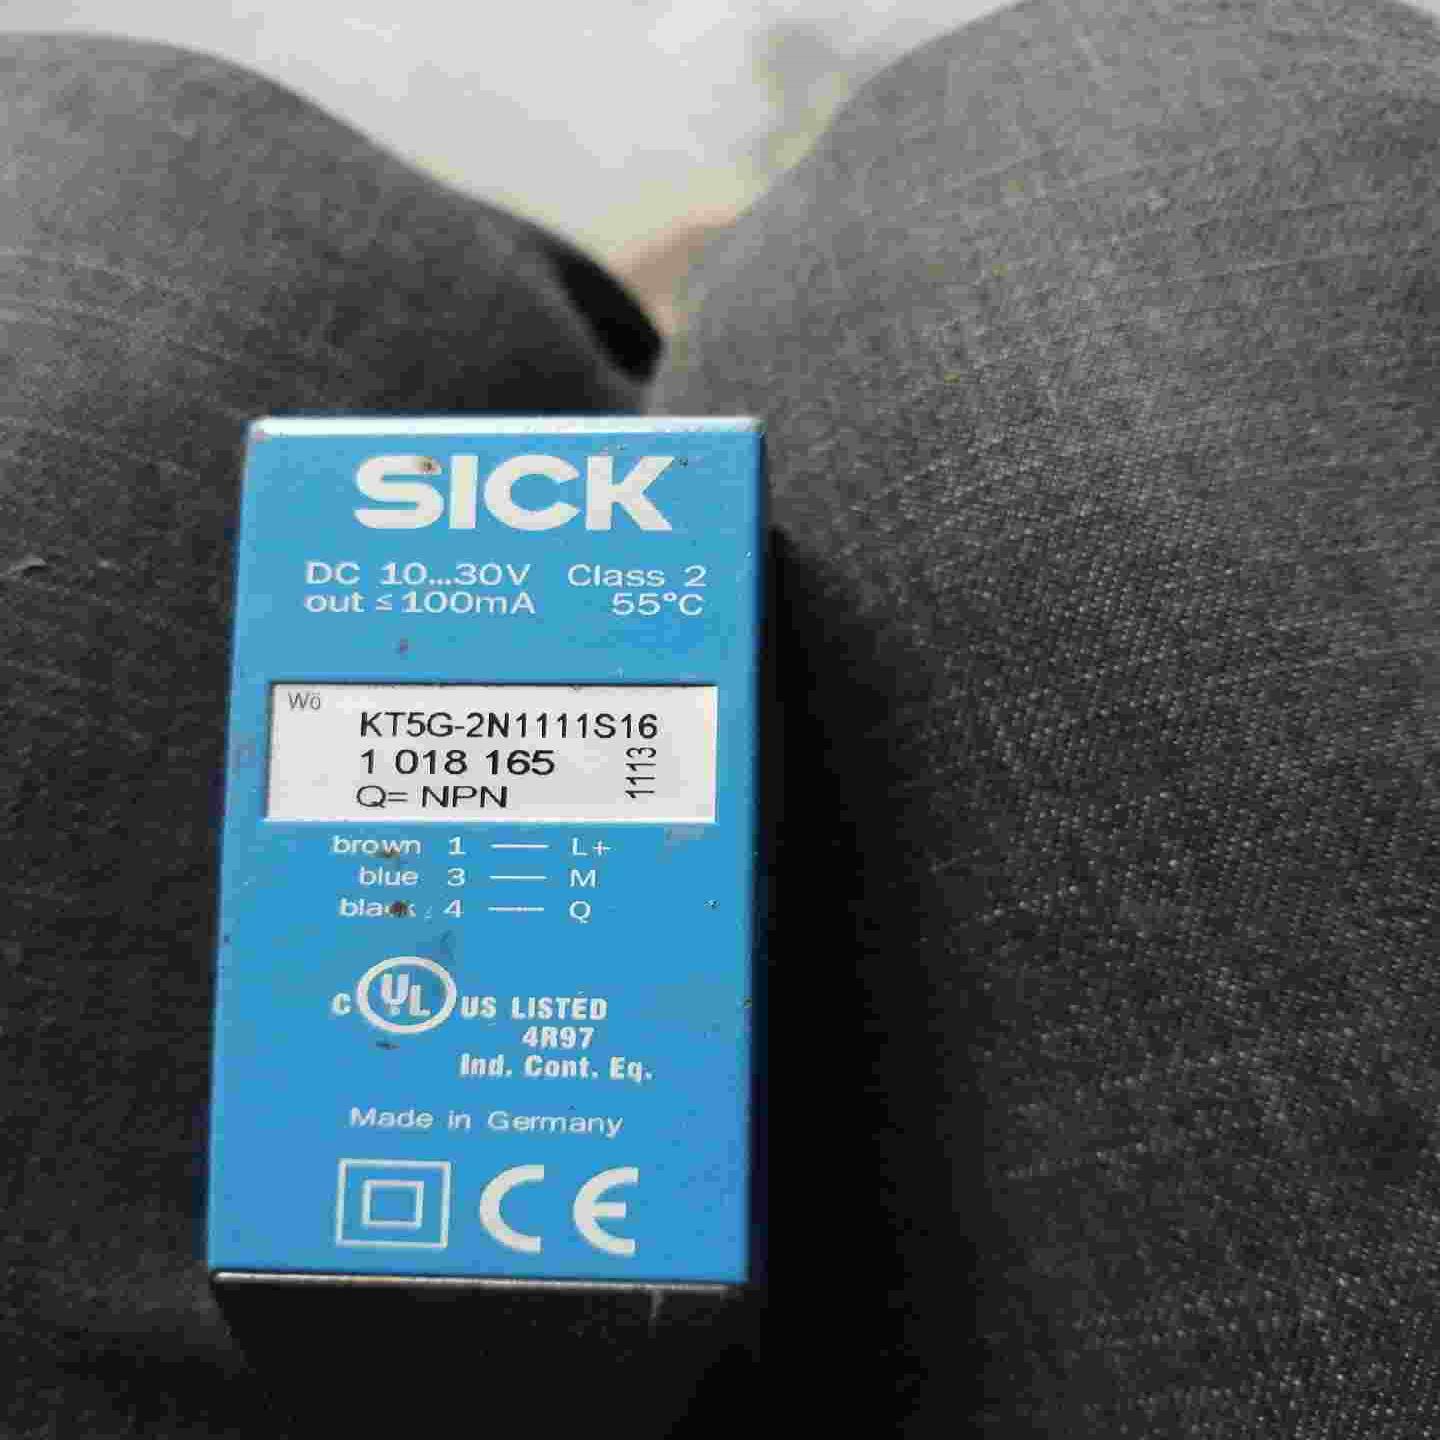 SICK
DC 10...30V Class 2
out ≤ 100mA 55°C
Wö
KT5G-2N1111S16
1 018 165
1113
Q= NPN
brown 1 — L+
blue 3 — M
black 4 — Q
C UL US LISTED
4R97
Ind. Cont. Eq.
Made in Germany
CE